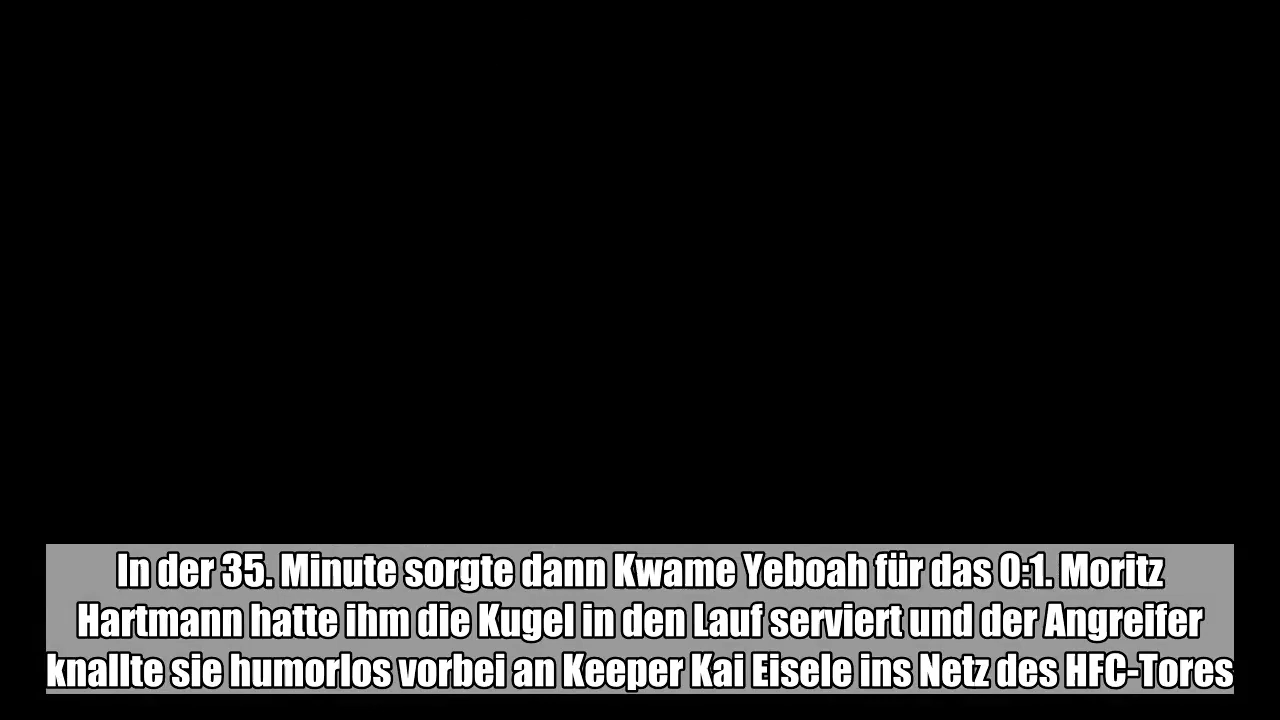 In der 35. Minute sorgte dann Kwame Yeboah für das 0:1. Moritz
Hartmann hatte ihm die Kugel in den Lauf serviert und der Angreifer
knallte sie humorlos vorbei an Keeper Kai Eisele ins Netz des HFC-Tores